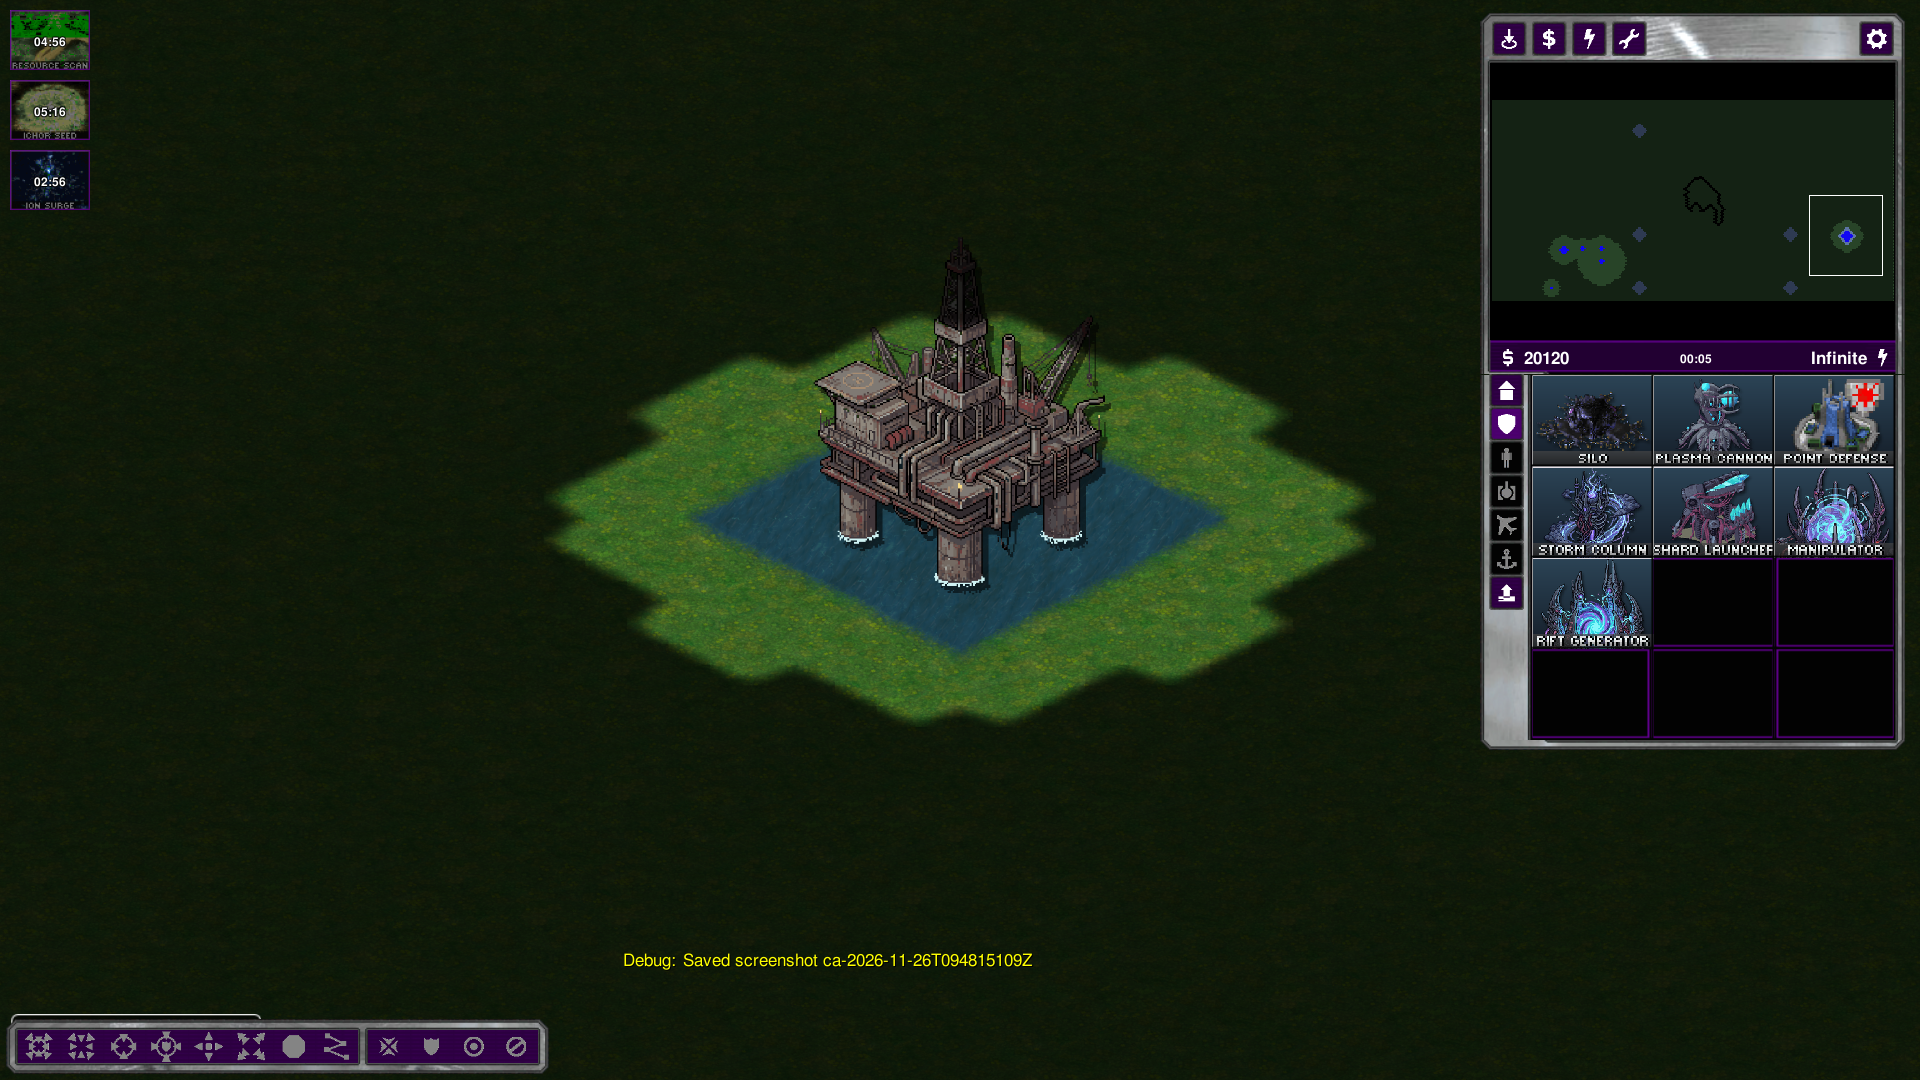 04:56
RESOURCE SCAN
05:16
ICHOR SEED
02:56
ION SURGE
$ 20120
00:05
Infinite
SILO
PLASMA CANNON
POINT DEFENSE
STORM COLUMN
SHARD LAUNCHER
MANIPULATOR
RIFT GENERATOR
Debug: Saved screenshot ca-2026-11-26T094815109Z